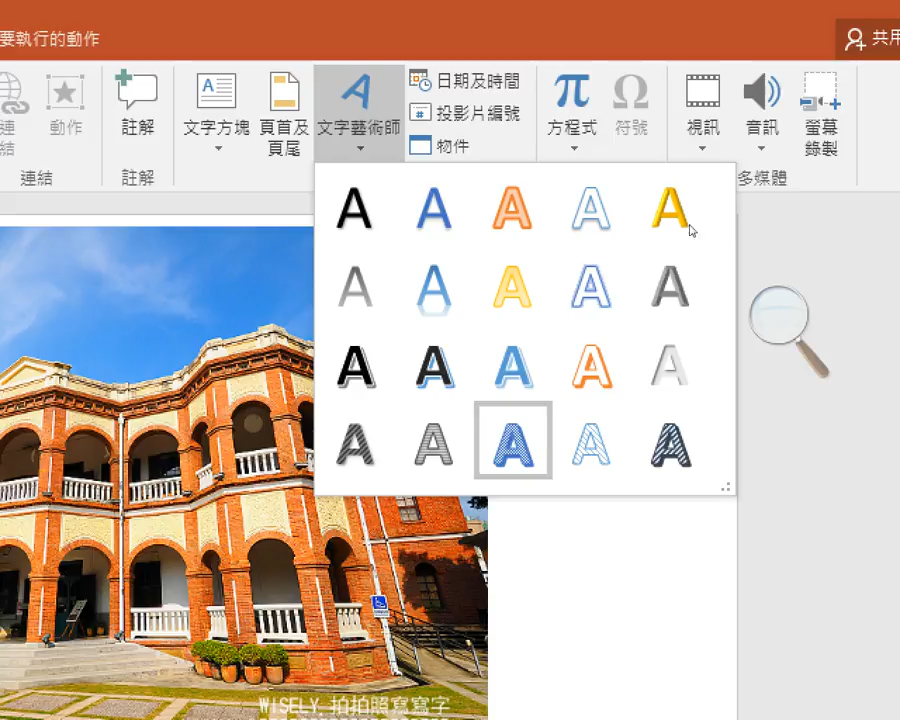 要執行的動作
共用
連結
動作
註解
文字方塊
頁首及頁尾
文字藝術師
日期及時間
投影片編號
物件
方程式
符號
視訊
音訊
螢幕錄製
連結
註解
多媒體
A A A A A
A A A A A
A A A A A
A A A A A
WISELY 拍拍照寫寫字